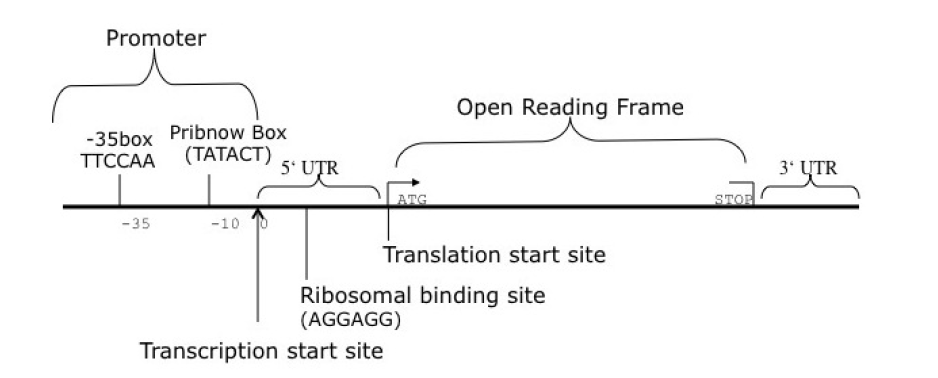 Promoter
Open Reading Frame
-35box
TTCCAA
Pribnow Box
(TATACT)
5‘ UTR
3‘ UTR
ATG
STOP
-35
-10
0
Translation start site
Ribosomal binding site
(AGGAGG)
Transcription start site